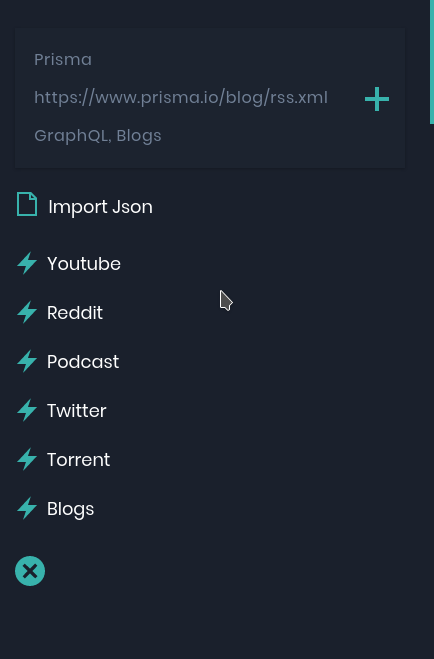 Prisma
https://www.prisma.io/blog/rss.xml
GraphQL, Blogs
Import Json
Youtube
Reddit
Podcast
Twitter
Torrent
Blogs